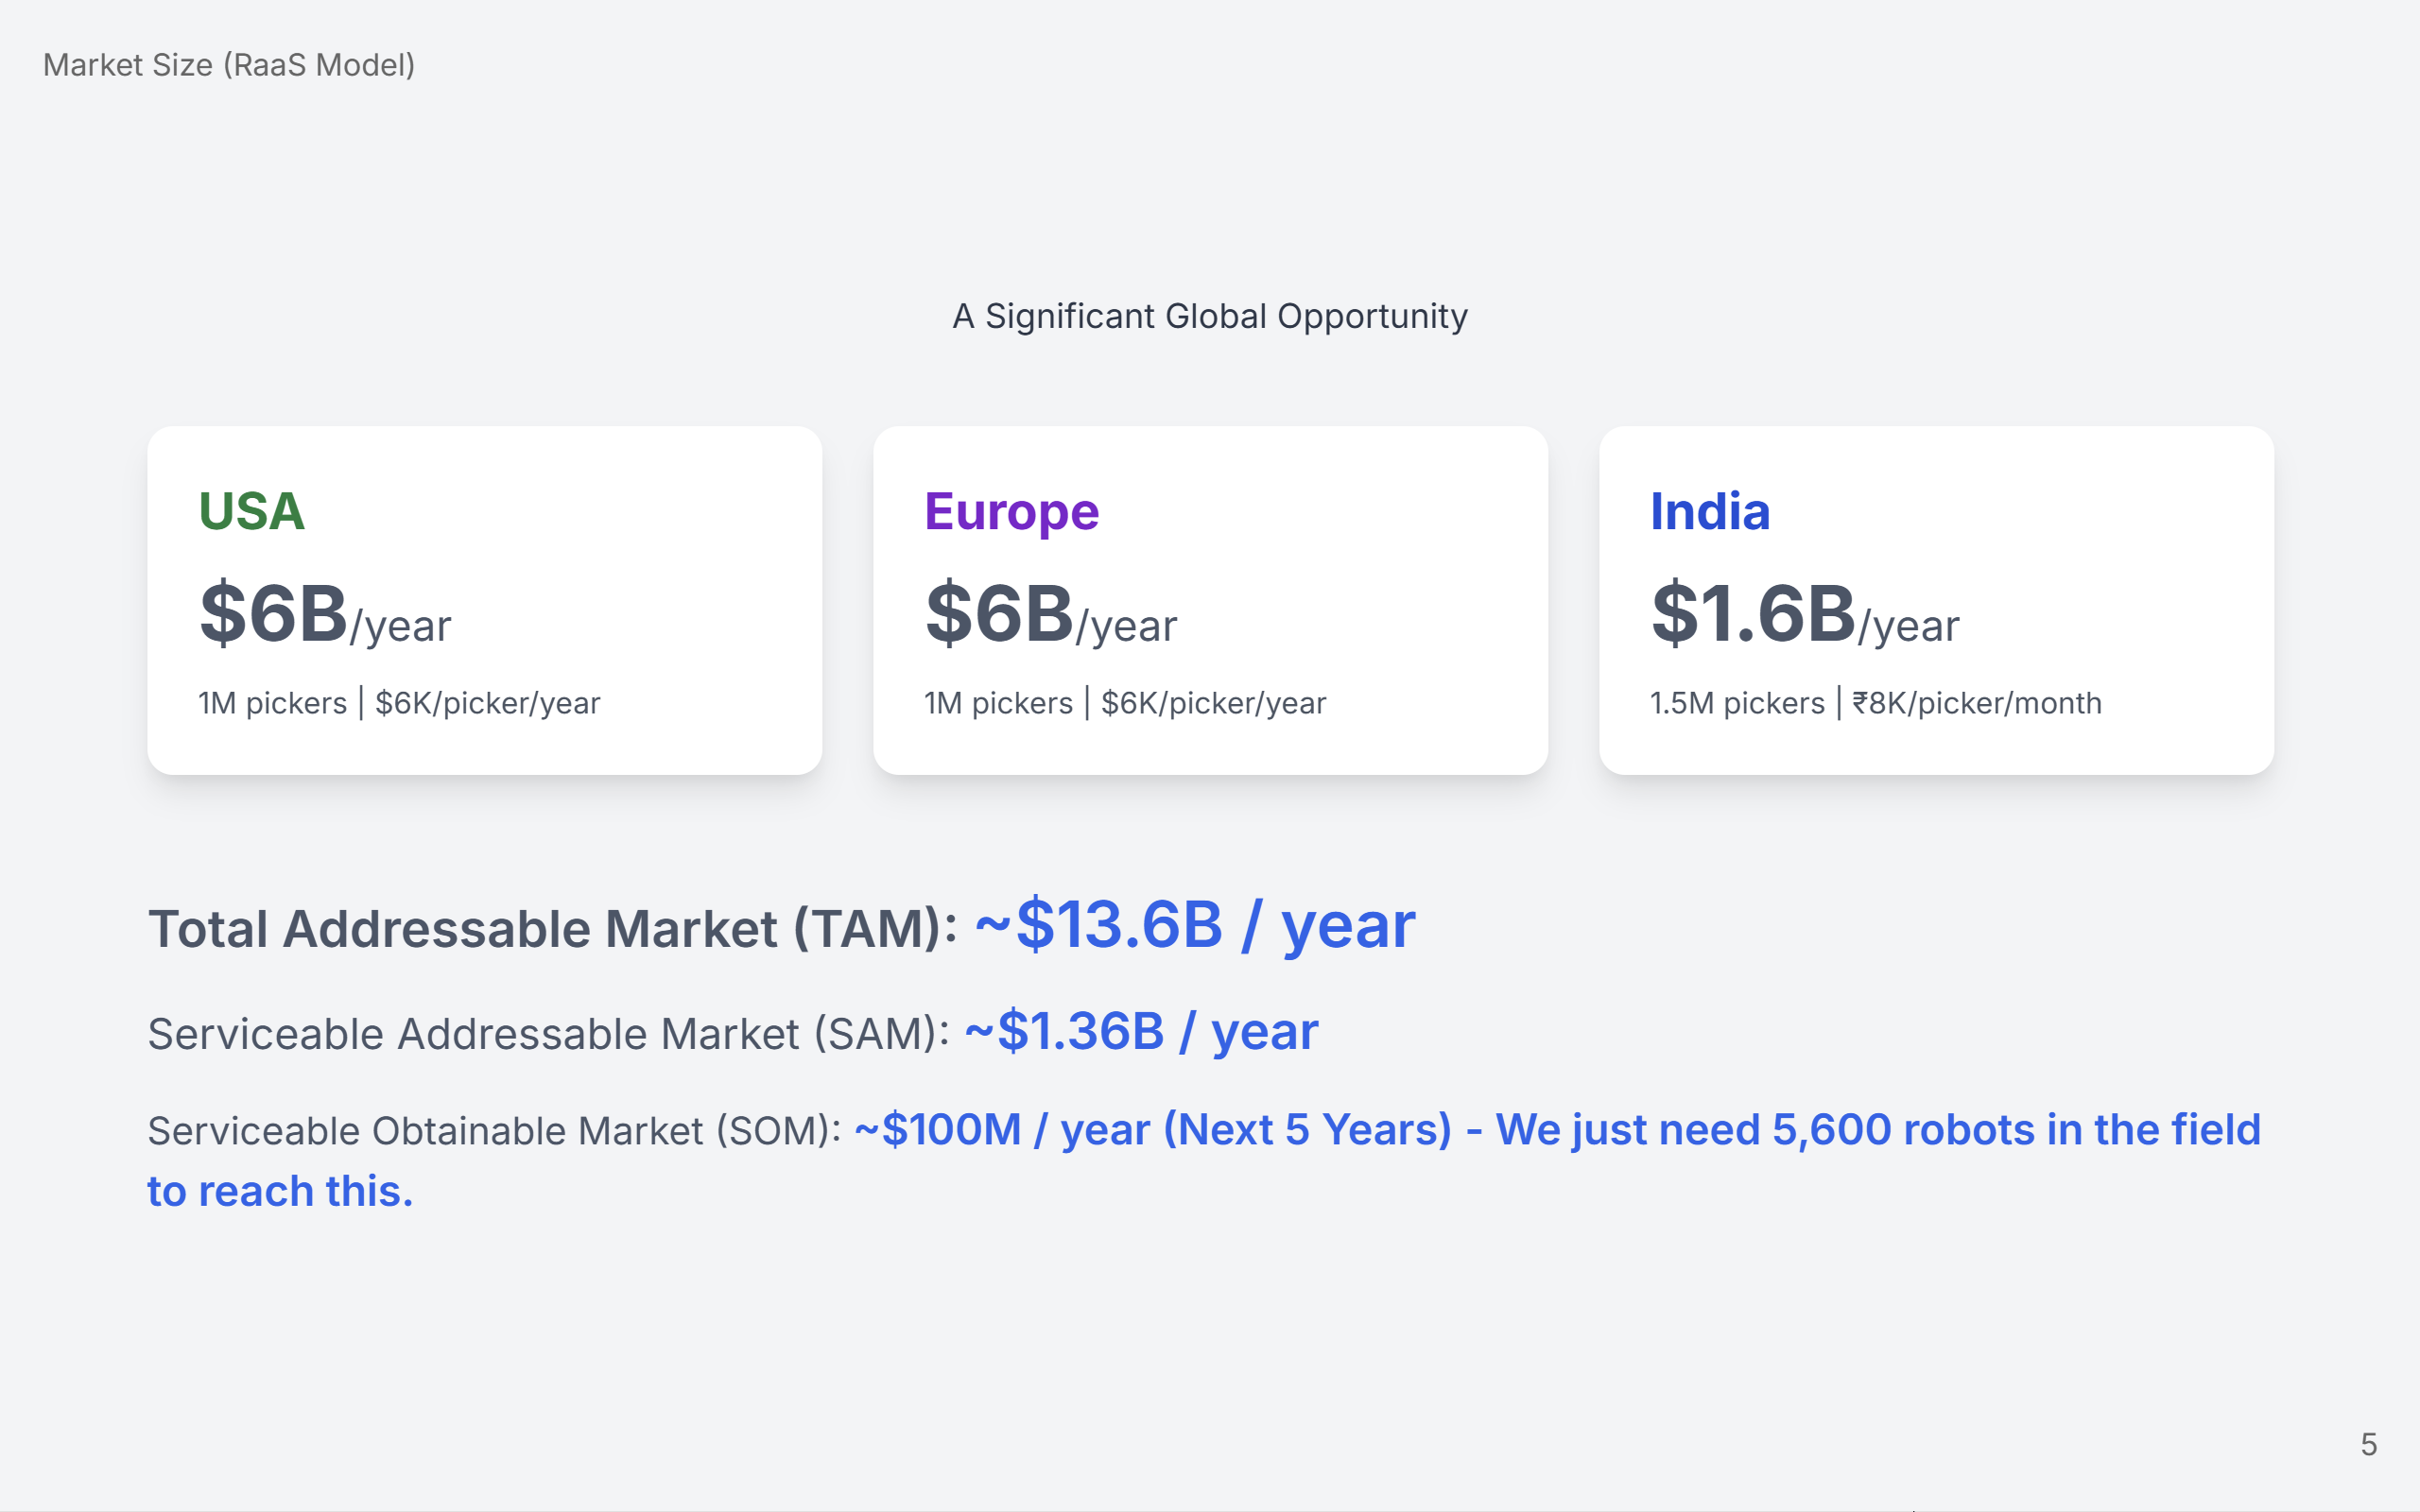 Market Size (RaaS Model)
A Significant Global Opportunity
USA
$6B/year
1M pickers | $6K/picker/year
Europe
$6B/year
1M pickers | $6K/picker/year
India
$1.6B/year
1.5M pickers | ₹8K/picker/month
Total Addressable Market (TAM): ~$13.6B / year
Serviceable Addressable Market (SAM): ~$1.36B / year
Serviceable Obtainable Market (SOM): ~$100M / year (Next 5 Years) - We just need 5,600 robots in the field
to reach this.
5